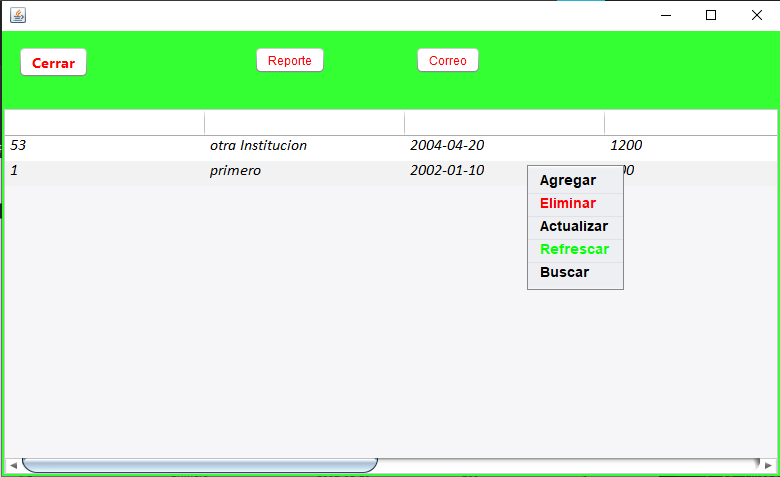 Cerrar Reporte Correo
53 otra Institucion 2004-04-20 1200
1 primero 2002-01-10
Agregar
Eliminar
Actualizar
Refrescar
Buscar